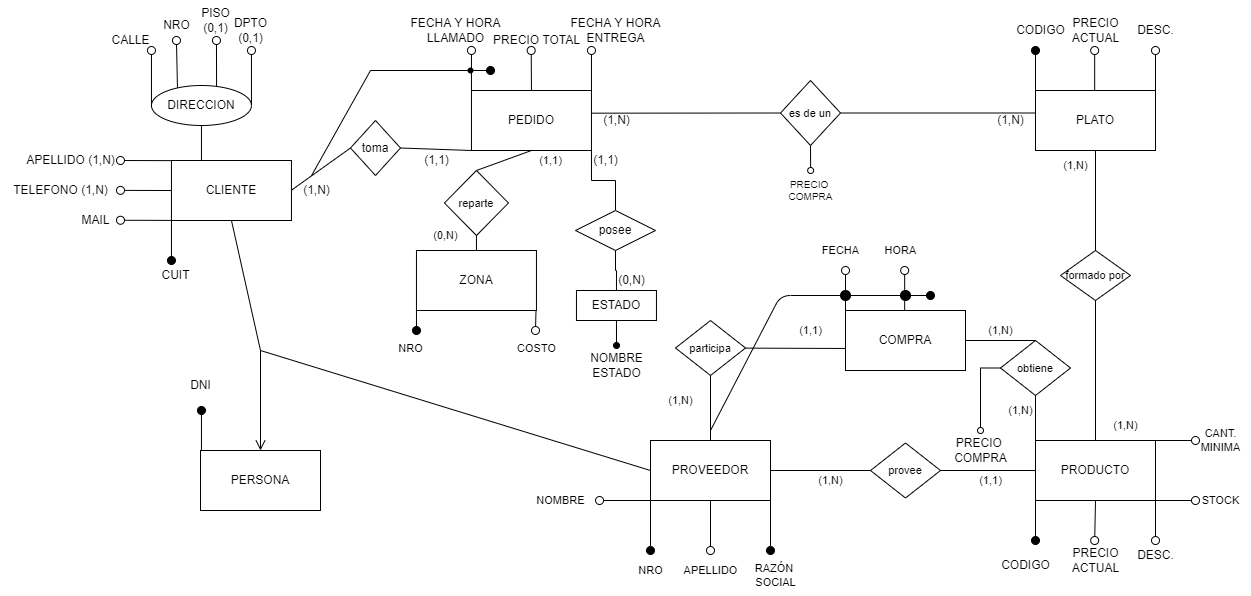 CALLE
NRO
PISO
(0,1)
DPTO
(0,1)
DIRECCION
APELLIDO (1,N)
TELEFONO (1,N)
MAIL
CLIENTE
CUIT
(1,N)
toma
(1,1)
FECHA Y HORA
LLAMADO
PRECIO TOTAL
FECHA Y HORA
ENTREGA
PEDIDO
(1,1)
(1,1)
(1,N)
es de un
PRECIO
COMPRA
(1,N)
CODIGO
PRECIO
ACTUAL
DESC.
PLATO
(1,N)
formado por
(1,N)
reparte
(0,N)
ZONA
NRO
COSTO
posee
(0,N)
ESTADO
NOMBRE
ESTADO
FECHA
HORA
COMPRA
(1,1)
participa
(1,N)
(1,N)
obtiene
(1,N)
PRECIO
COMPRA
DNI
PERSONA
PROVEEDOR
NOMBRE
NRO
APELLIDO
RAZÓN
SOCIAL
(1,N)
provee
(1,1)
PRODUCTO
CANT.
MINIMA
STOCK
CODIGO
PRECIO
ACTUAL
DESC.